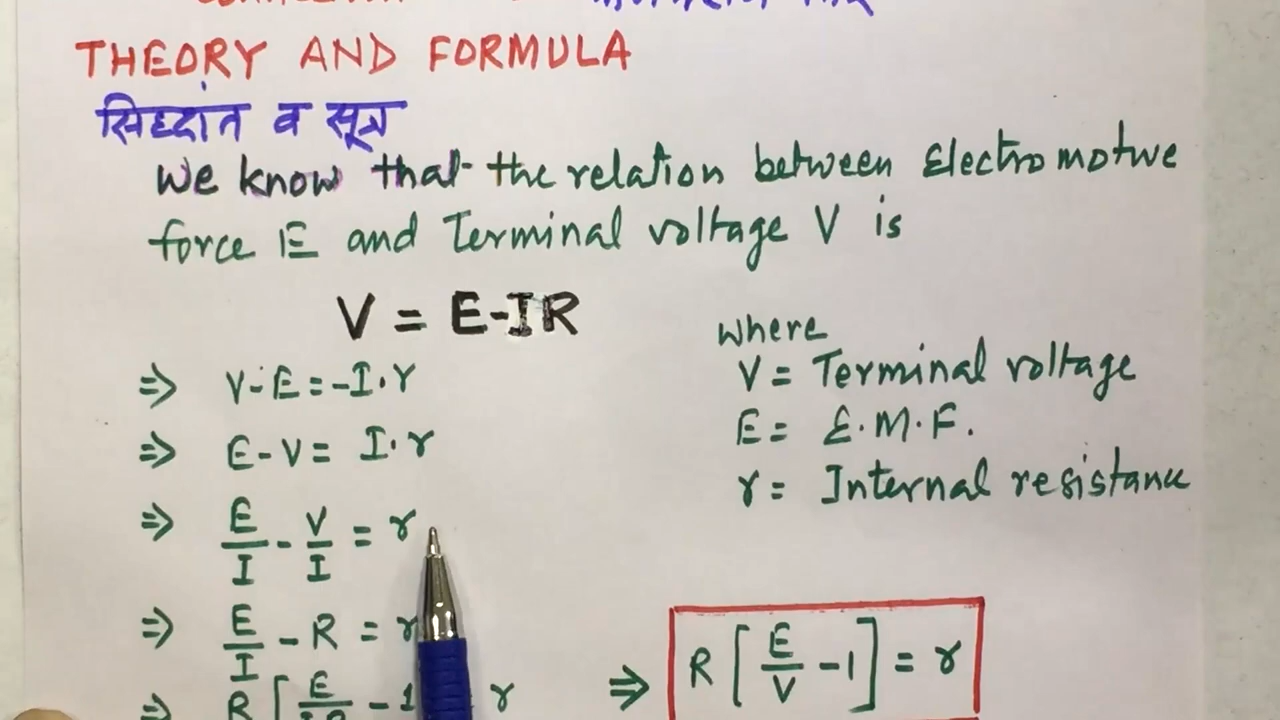 THEORY AND FORMULA
सिद्धांत व सूत्र
We know that the relation between Electromotive
force E and Terminal voltage V is
V = E-IR
where
⇒ V-E = -I.r
V = Terminal voltage
⇒ E-V = I.r
E = E.M.F.
r = Internal resistance
⇒ E/I - V/I = r
⇒ E/I - R = r
⇒ R [E/V - 1] = r